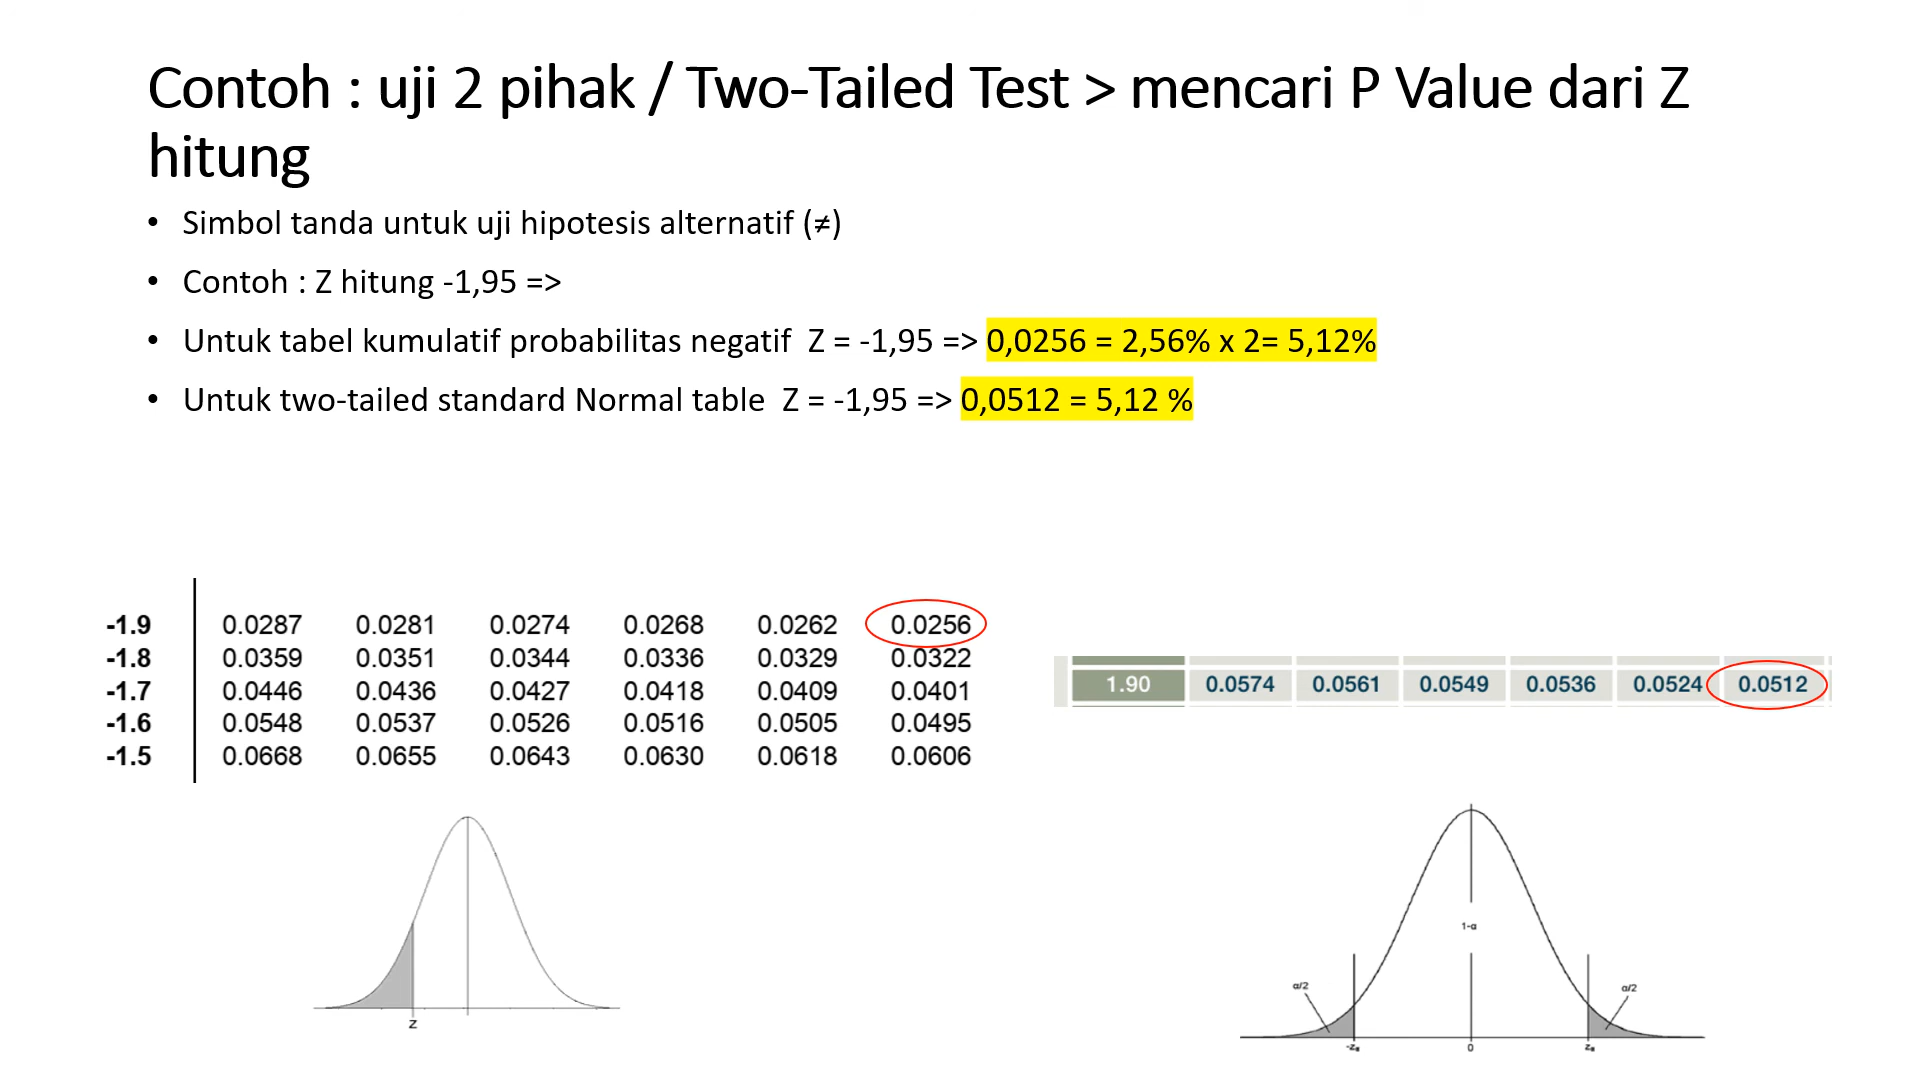 Contoh : uji 2 pihak / Two-Tailed Test > mencari P Value dari Z
hitung
• Simbol tanda untuk uji hipotesis alternatif (≠)
• Contoh : Z hitung -1,95 =>
• Untuk tabel kumulatif probabilitas negatif Z = -1,95 => 0,0256 = 2,56% x 2= 5,12%
• Untuk two-tailed standard Normal table Z = -1,95 => 0,0512 = 5,12 %
-1.9 0.0287 0.0281 0.0274 0.0268 0.0262 0.0256
-1.8 0.0359 0.0351 0.0344 0.0336 0.0329 0.0322
-1.7 0.0446 0.0436 0.0427 0.0418 0.0409 0.0401
-1.6 0.0548 0.0537 0.0526 0.0516 0.0505 0.0495
-1.5 0.0668 0.0655 0.0643 0.0630 0.0618 0.0606
1.90 0.0574 0.0561 0.0549 0.0536 0.0524 0.0512
z
1-α
α/2 α/2
0